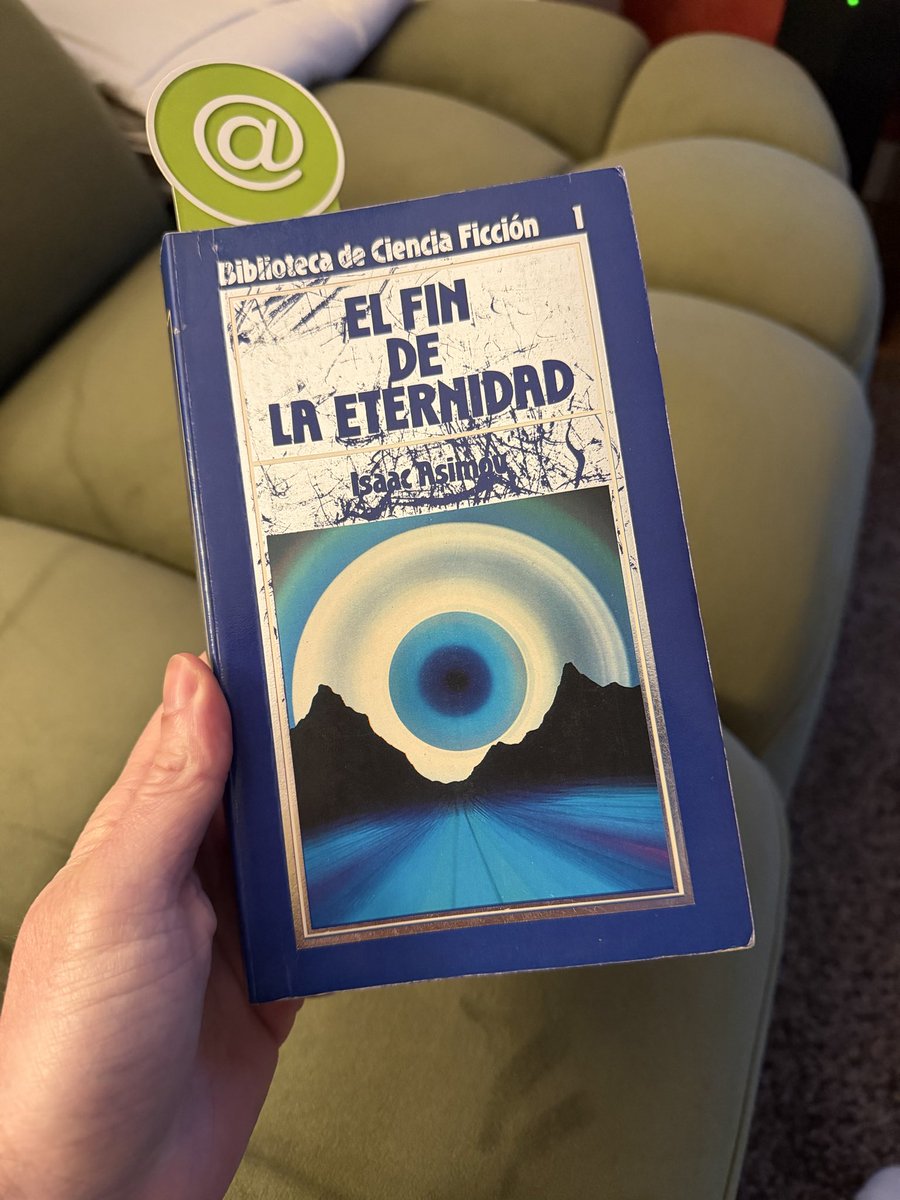 @
Biblioteca de Ciencia Ficción 1
EL FIN
DE
LA ETERNIDAD
Isaac Asimov